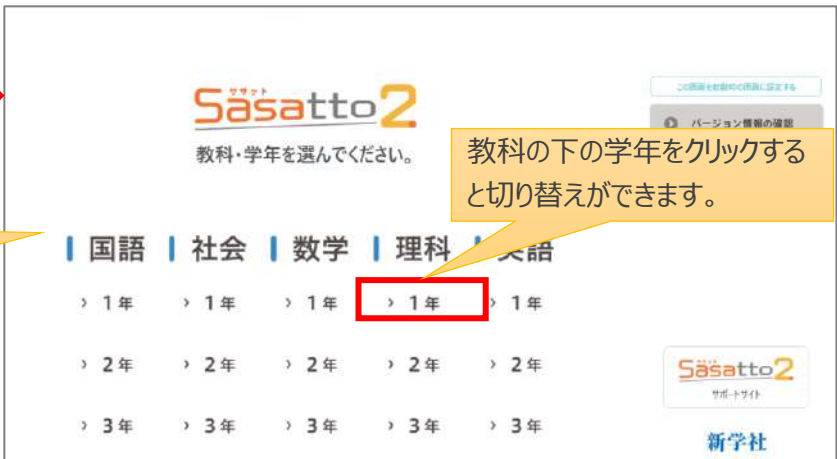 ササット
Sasatto2
教科・学年を選んでください。
この画面を起動時の画面に設定する
バージョン情報の確認
教科の下の学年をクリックする
と切り替えができます。
国語 社会 数学 理科 英語
› 1年 › 1年 › 1年 › 1年 › 1年
› 2年 › 2年 › 2年 › 2年 › 2年
› 3年 › 3年 › 3年 › 3年 › 3年
Sasatto2
サポートサイト
新学社